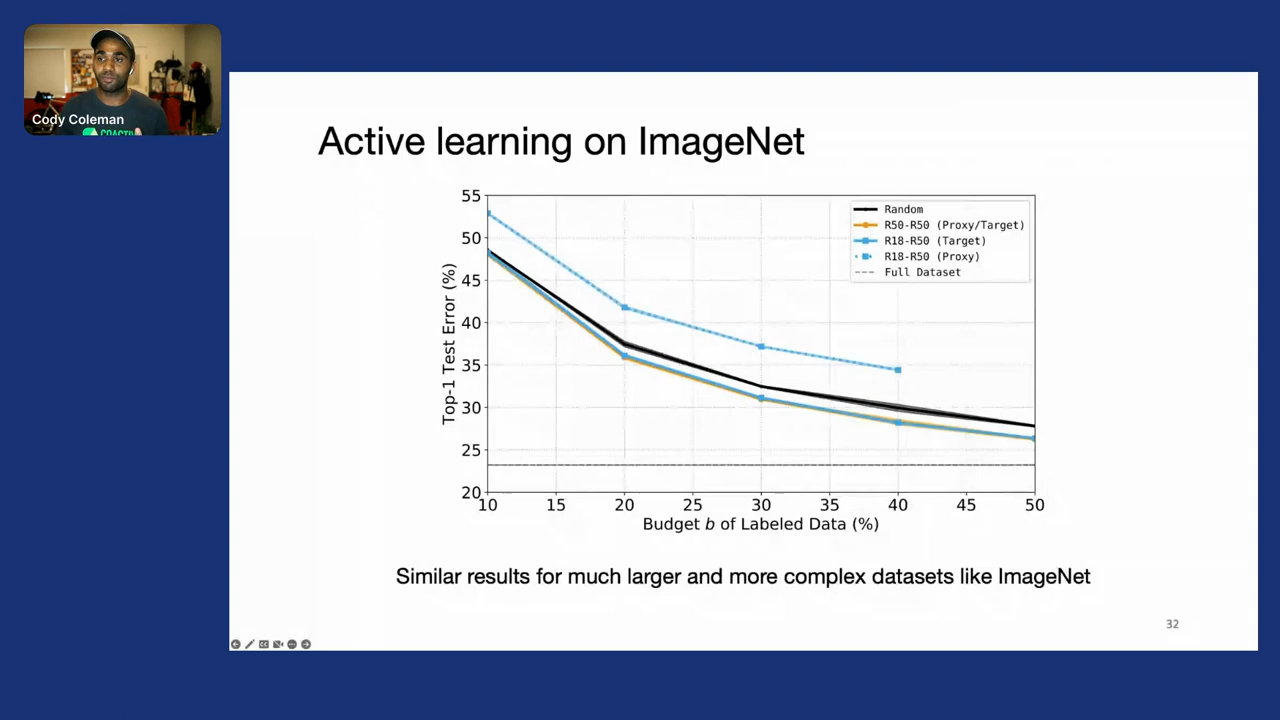 Cody Coleman
Active learning on ImageNet
Top-1 Test Error (%)
55
50
45
40
35
30
25
20
10
15
20
25
30
35
40
45
50
Budget b of Labeled Data (%)
Random
R50-R50 (Proxy/Target)
R18-R50 (Target)
R18-R50 (Proxy)
Full Dataset
Similar results for much larger and more complex datasets like ImageNet
32